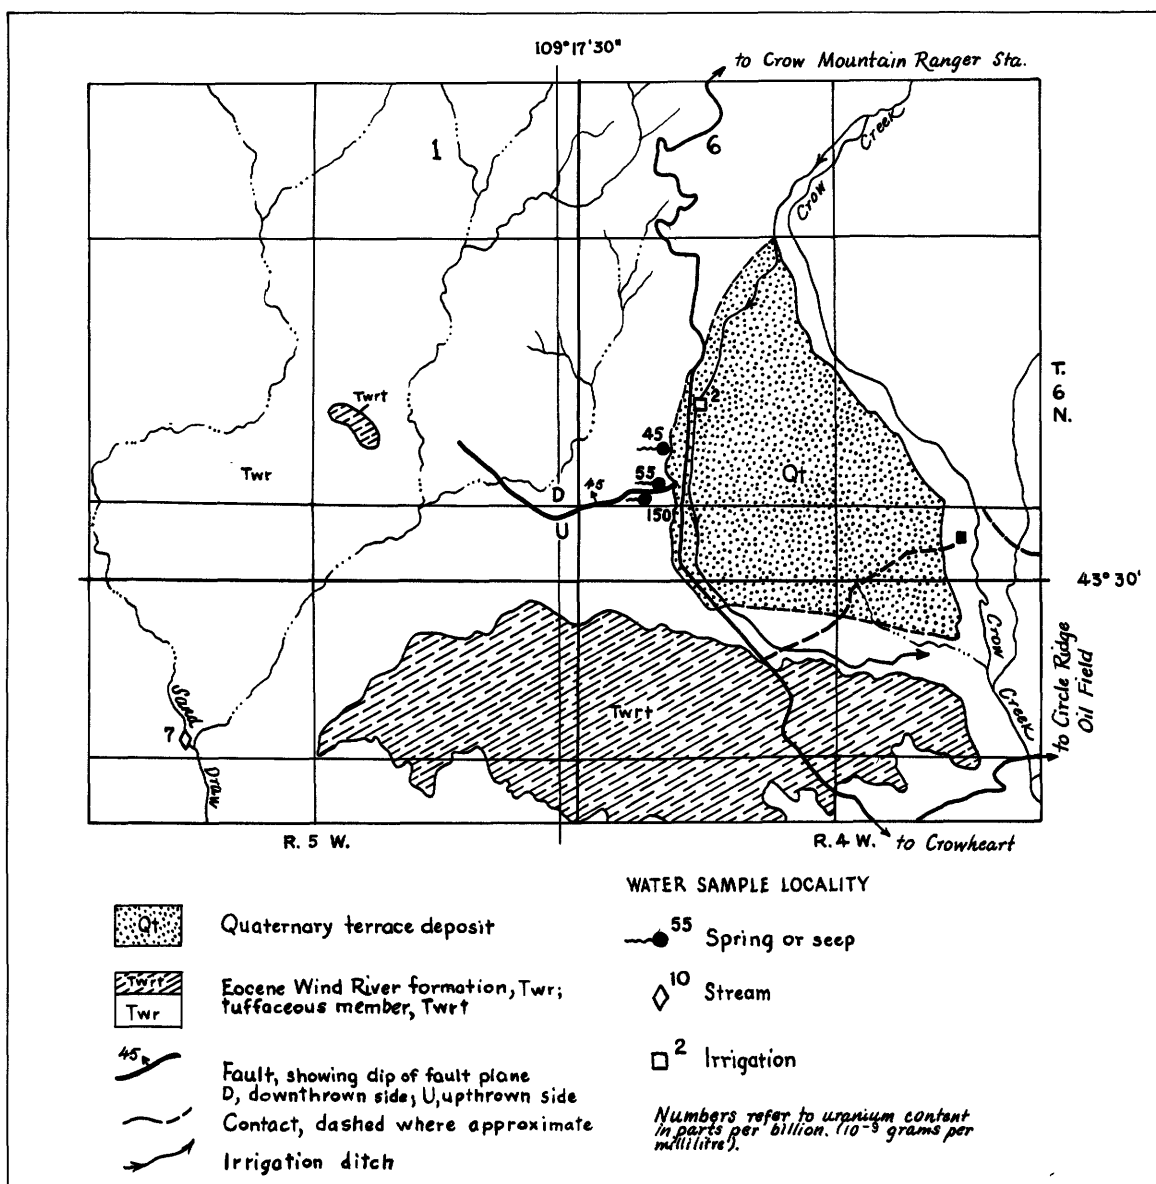 109°17'30"
to Crow Mountain Ranger Sta.
1
6
Crow Creek
T.
6
N.
2
45
Twrt
Twr
55
45
D
U
150
Qt
43° 30'
Crow
Creek
to Circle Ridge
Oil Field
Sand
Draw
7
Twrt
R. 5 W.
R. 4 W.
to Crowheart
WATER SAMPLE LOCALITY
Qt
Quaternary terrace deposit
55
Spring or seep
Twrt
Twr
Eocene Wind River formation, Twr;
tuffaceous member, Twrt
10
Stream
45
Fault, showing dip of fault plane
D, downthrown side; U, upthrown side
2
Irrigation
Contact, dashed where approximate
Irrigation ditch
Numbers refer to uranium content
in parts per billion. (10⁻⁹ grams per
millilitre).